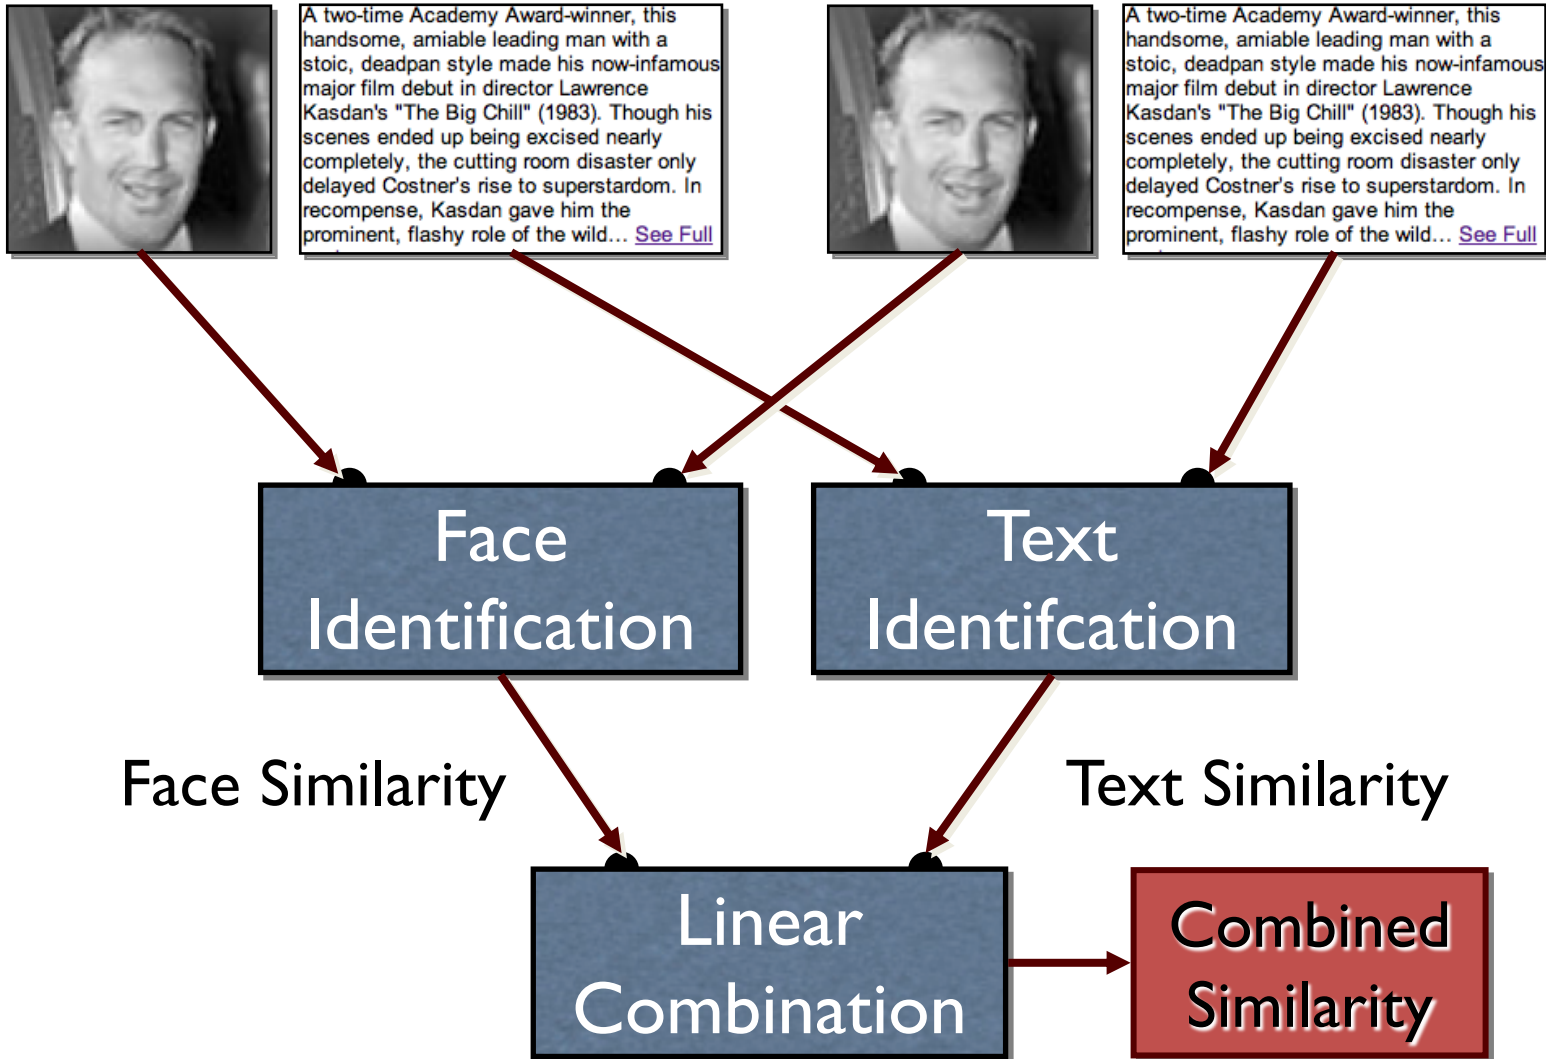 A two-time Academy Award-winner, this
handsome, amiable leading man with a
stoic, deadpan style made his now-infamous
major film debut in director Lawrence
Kasdan's "The Big Chill" (1983). Though his
scenes ended up being excised nearly
completely, the cutting room disaster only
delayed Costner's rise to superstardom. In
recompense, Kasdan gave him the
prominent, flashy role of the wild... See Full
A two-time Academy Award-winner, this
handsome, amiable leading man with a
stoic, deadpan style made his now-infamous
major film debut in director Lawrence
Kasdan's "The Big Chill" (1983). Though his
scenes ended up being excised nearly
completely, the cutting room disaster only
delayed Costner's rise to superstardom. In
recompense, Kasdan gave him the
prominent, flashy role of the wild... See Full
Face
Identification
Text
Identifcation
Face Similarity
Text Similarity
Linear
Combination
Combined
Similarity